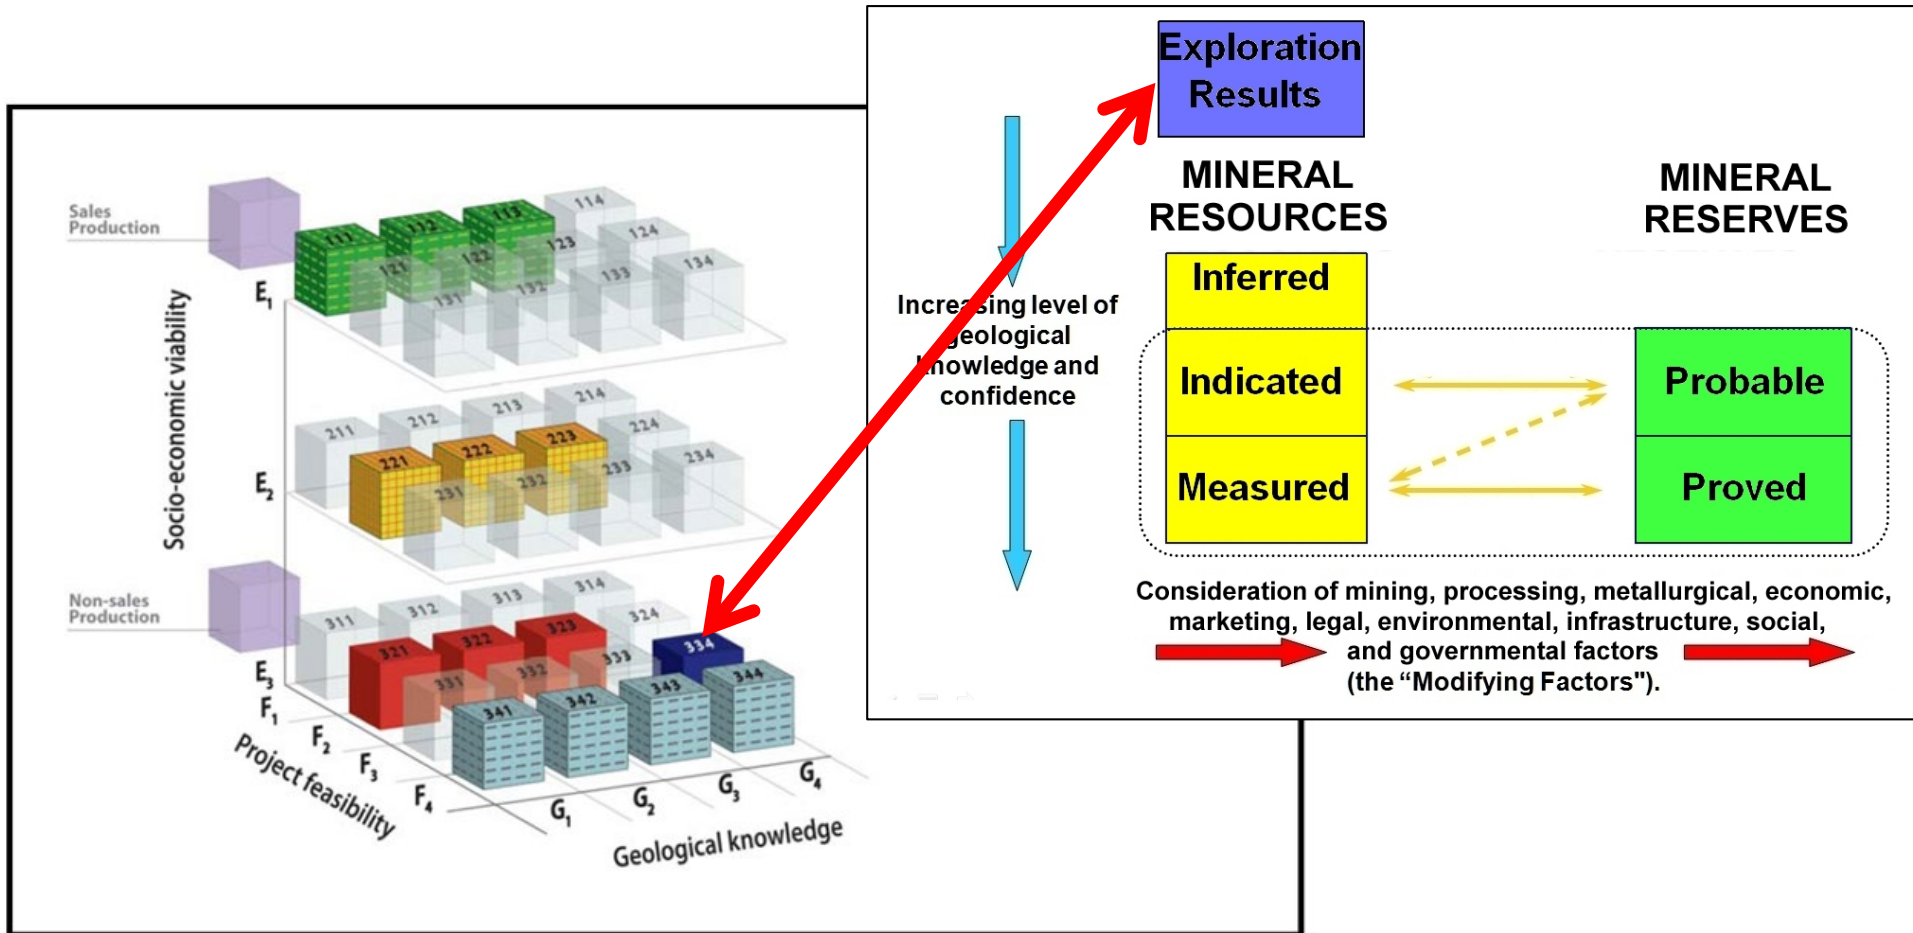 Sales
Production
111
112
113
114
121
122
123
124
131
132
133
134
E1
Socio-economic viability
211
212
213
214
221
222
223
224
231
232
233
234
E2
Non-sales
Production
311
312
313
314
321
322
323
324
331
332
333
334
341
342
343
344
E3
F1
F2
F3
F4
Project feasibility
G1
G2
G3
G4
Geological knowledge
Exploration
Results
MINERAL
RESOURCES
MINERAL
RESERVES
Increasing level of
geological
knowledge and
confidence
Inferred
Indicated
Measured
Probable
Proved
Consideration of mining, processing, metallurgical, economic,
marketing, legal, environmental, infrastructure, social,
and governmental factors
(the “Modifying Factors").